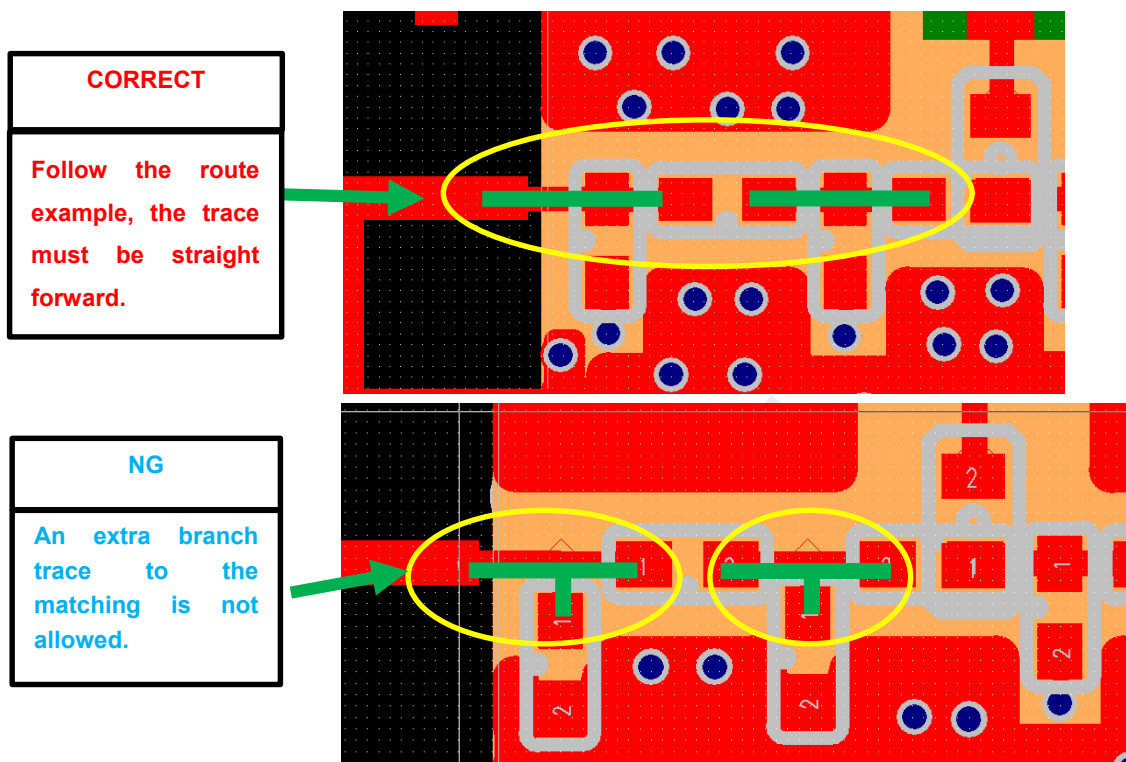 CORRECT
Follow the route
example, the trace
must be straight
forward.
NG
An extra branch
trace to the
matching is not
allowed.
2
1
1
1
1
2
2
2